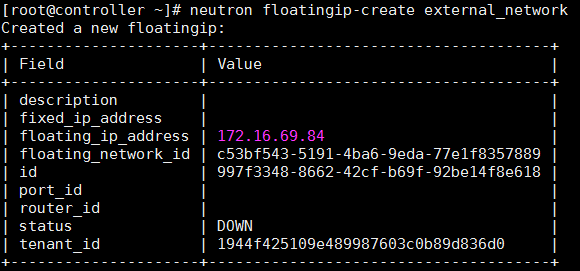 [root@controller ~]# neutron floatingip-create external_network
Created a new floatingip:
+---------------------+--------------------------------------+
| Field               | Value                                |
+---------------------+--------------------------------------+
| description         |                                      |
| fixed_ip_address    |                                      |
| floating_ip_address | 172.16.69.84                         |
| floating_network_id | c53bf543-5191-4ba6-9eda-77e1f8357889 |
| id                  | 997f3348-8662-42cf-b69f-92be14f8e618 |
| port_id             |                                      |
| router_id           |                                      |
| status              | DOWN                                 |
| tenant_id           | 1944f425109e489987603c0b89d836d0     |
+---------------------+--------------------------------------+